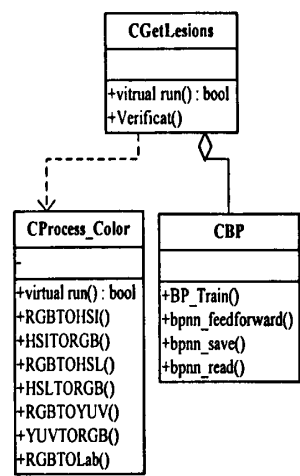 CGetLesions
+vitrual run() : bool
+Verificat()
CProcess_Color
-
+virtual run() : bool
+RGBTOHSI()
+HSITORGB()
+RGBTOHSL()
+HSLTORGB()
+RGBTOYUV()
+YUVTORGB()
+RGBTOLab()
CBP
+BP_Train()
+bpnn_feedforward()
+bpnn_save()
+bpnn_read()